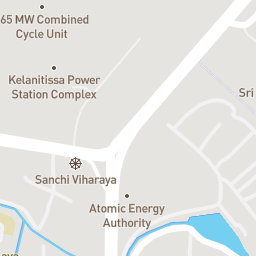 65 MW Combined
Cycle Unit
Kelanitissa Power
Station Complex
Sri
Sanchi Viharaya
Atomic Energy
Authority